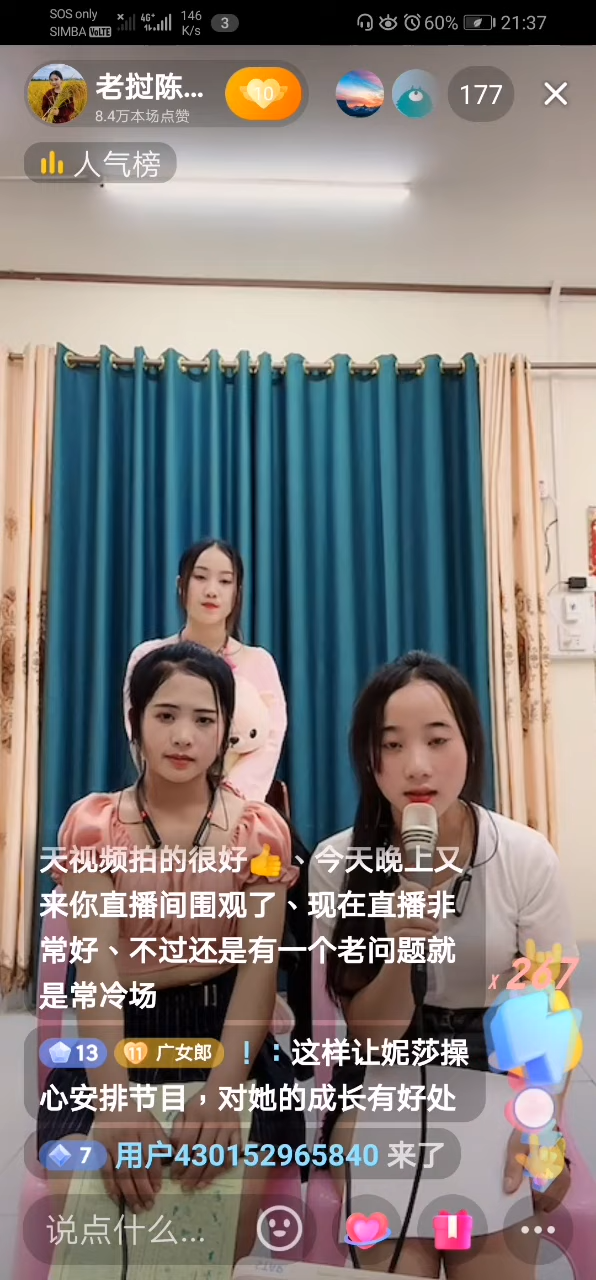 SOS only
SIMBA VoLTE
4G+
146
K/s
3
60%
21:37
老挝陈...
8.4万本场点赞
10
177
人气榜
天视频拍的很好👍、今天晚上又
来你直播间围观了、现在直播非
常好、不过还是有一个老问题就
是常冷场
x 267
13 11 广女郎 ！：这样让妮莎操
心安排节目，对她的成长有好处
7 用户430152965840 来了
说点什么...